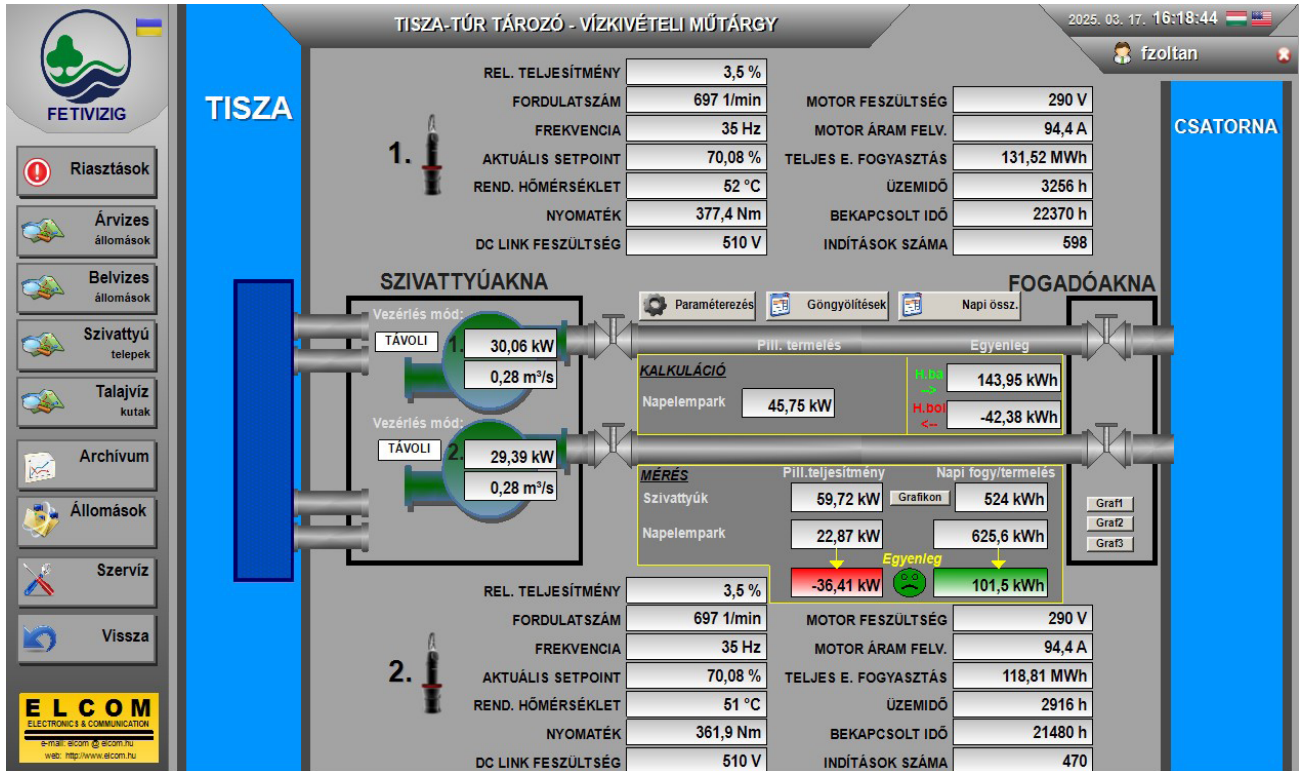 TISZA-TÚR TÁROZÓ - VÍZKIVÉTELI MŰTÁRGY
2025. 03. 17. 16:18:44
fzoltan
FETIVIZIG
Riasztások
Árvizes
állomások
Belvizes
állomások
Szivattyú
telepek
Talajvíz
kutak
Archívum
Állomások
Szervíz
Vissza
ELCOM
ELECTRONICS & COMMUNICATION
e-mail: elcom @ elcom.hu
web: http://www.elcom.hu
TISZA
CSATORNA
1.
REL. TELJESÍTMÉNY 3,5 %
FORDULATSZÁM 697 1/min
FREKVENCIA 35 Hz
AKTUÁLIS SETPOINT 70,08 %
REND. HŐMÉRSÉKLET 52 °C
NYOMATÉK 377,4 Nm
DC LINK FESZÜLTSÉG 510 V
MOTOR FESZÜLTSÉG 290 V
MOTOR ÁRAM FELV. 94,4 A
TELJES E. FOGYASZTÁS 131,52 MWh
ÜZEMIDŐ 3256 h
BEKAPCSOLT IDŐ 22370 h
INDÍTÁSOK SZÁMA 598
SZIVATTYÚAKNA
FOGADÓAKNA
Paraméterezés
Göngyölítések
Napi össz.
Vezérlés mód:
TÁVOLI
1.
30,06 kW
0,28 m³/s
Vezérlés mód:
TÁVOLI
2.
29,39 kW
0,28 m³/s
Pill. termelés Egyenleg
KALKULÁCIÓ
Napelempark 45,75 kW
H.ba
-->
143,95 kWh
H.ból
<--
-42,38 kWh
MÉRÉS Pill.teljesítmény Napi fogy/termelés
Szivattyúk 59,72 kW Grafikon 524 kWh
Napelempark 22,87 kW 625,6 kWh
Egyenleg
-36,41 kW 101,5 kWh
Graf1
Graf2
Graf3
2.
REL. TELJESÍTMÉNY 3,5 %
FORDULATSZÁM 697 1/min
FREKVENCIA 35 Hz
AKTUÁLIS SETPOINT 70,08 %
REND. HŐMÉRSÉKLET 51 °C
NYOMATÉK 361,9 Nm
DC LINK FESZÜLTSÉG 510 V
MOTOR FESZÜLTSÉG 290 V
MOTOR ÁRAM FELV. 94,4 A
TELJES E. FOGYASZTÁS 118,81 MWh
ÜZEMIDŐ 2916 h
BEKAPCSOLT IDŐ 21480 h
INDÍTÁSOK SZÁMA 470